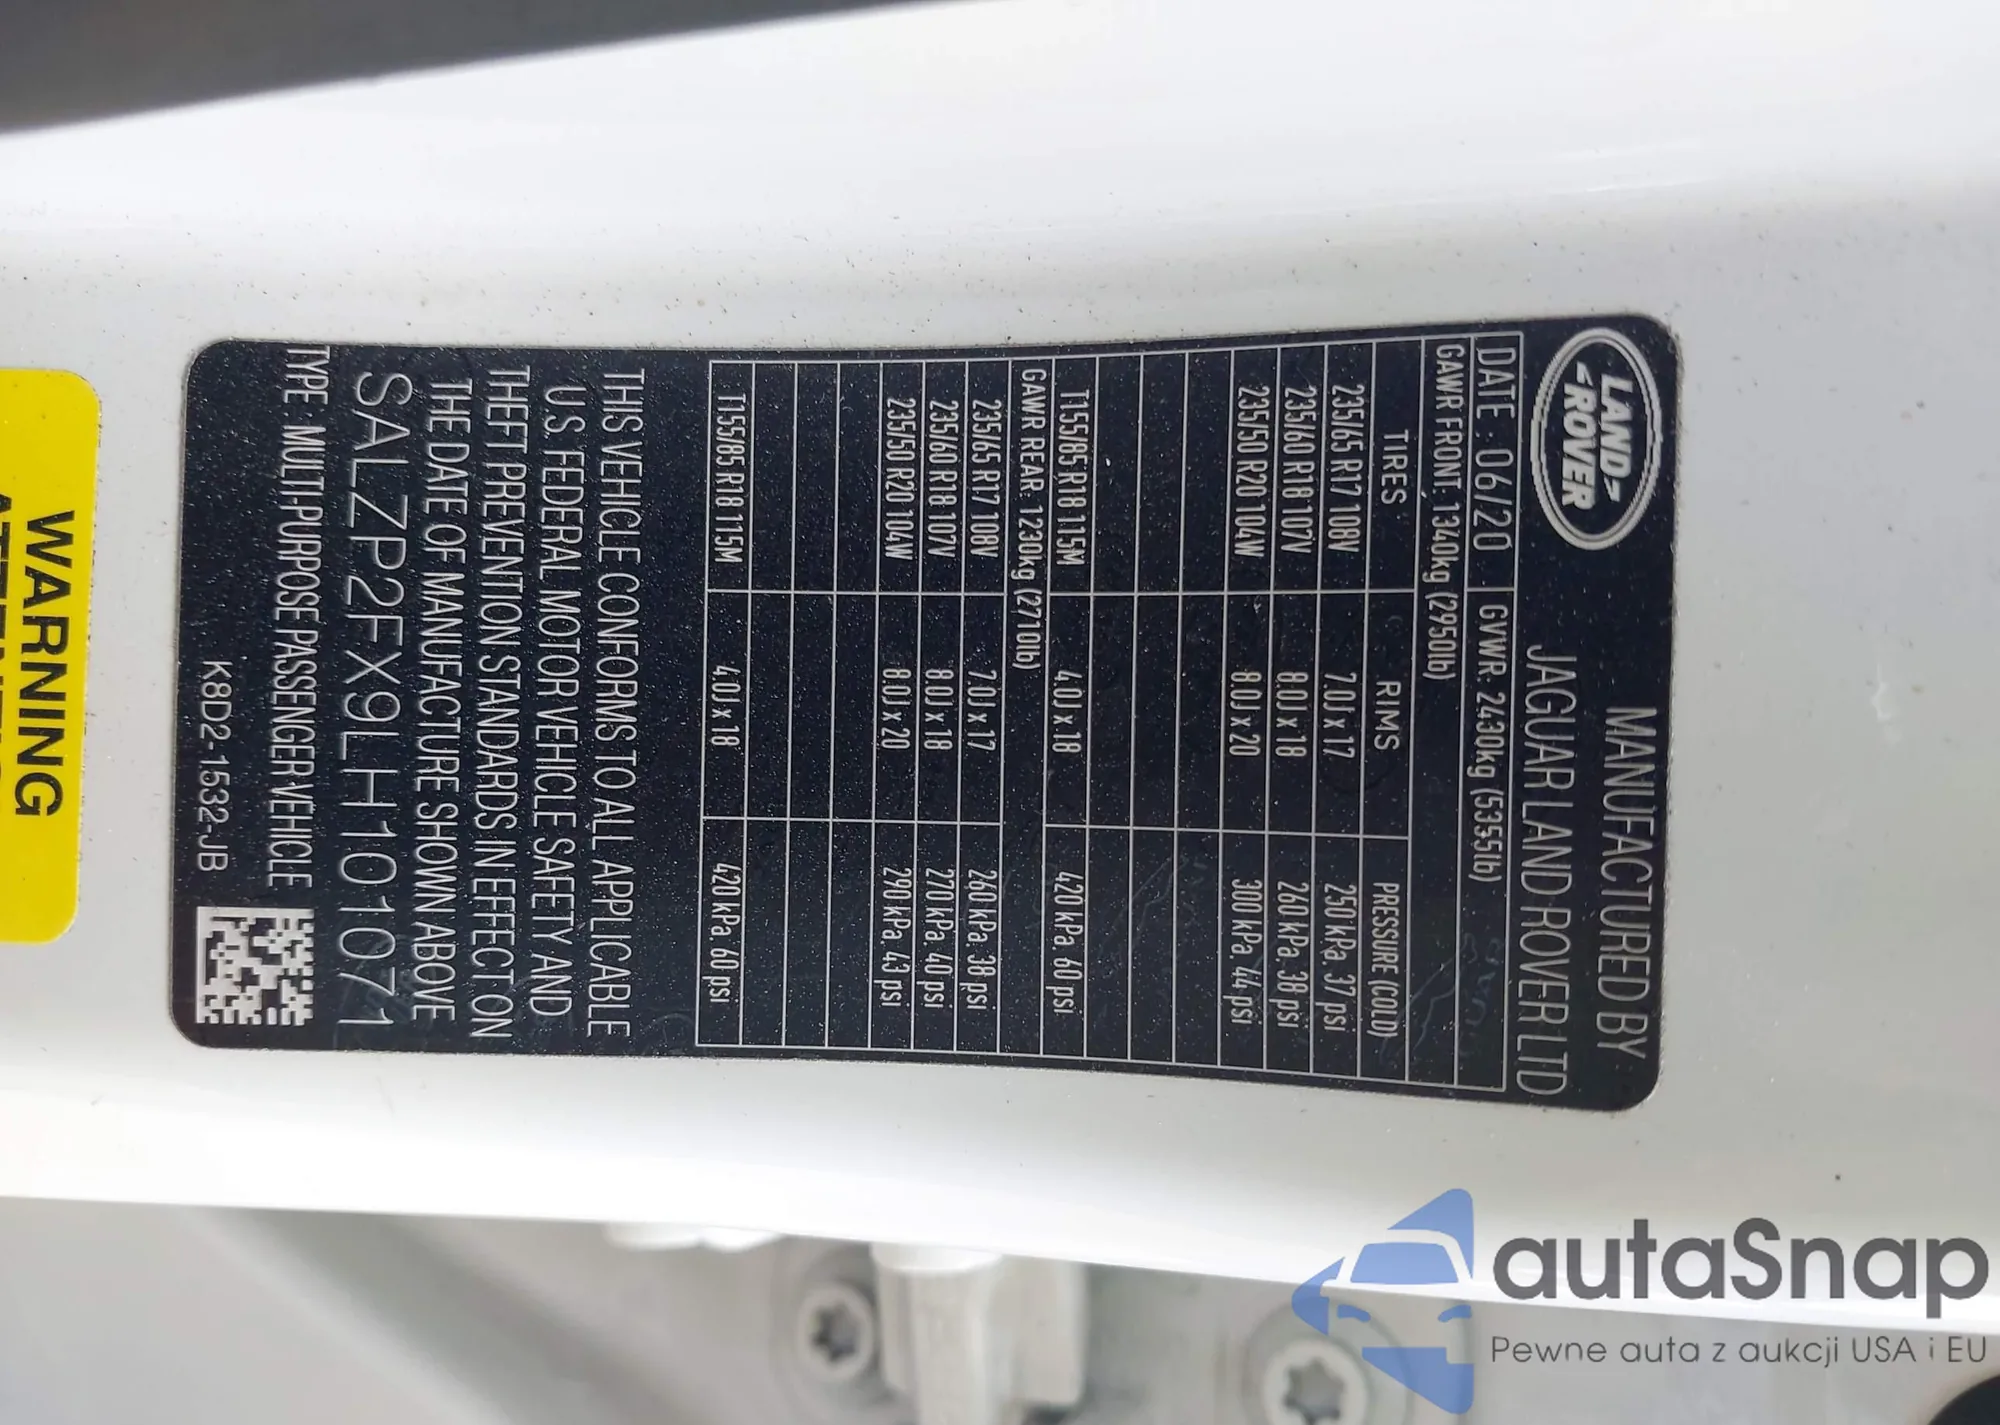 LAND
ROVER
MANUFACTURED BY
JAGUAR LAND ROVER LTD
DATE : 06/20 GVWR: 2430kg (5355lb)
GAWR FRONT: 1340kg (2950lb)
TIRES RIMS PRESSURE (COLD)
235/65 R17 108V 7.0J x 17 250 kPa, 37 psi
235/60 R18 107V 8.0J x 18 260 kPa, 38 psi
235/50 R20 104W 8.0J x 20 300 kPa, 44 psi
T155/85R18 115M 4.0J x 18 420 kPa, 60 psi
GAWR REAR: 1230kg (2710lb)
235/65 R17 108V 7.0J x 17 260 kPa, 38 psi
235/60 R18 107V 8.0J x 18 270 kPa, 40 psi
235/50 R20 104W 8.0J x 20 290 kPa, 43 psi
T155/85 R18 115M 4.0J x 18 420 kPa, 60 psi
THIS VEHICLE CONFORMS TO ALL APPLICABLE
U.S. FEDERAL MOTOR VEHICLE SAFETY AND
THEFT PREVENTION STANDARDS IN EFFECT ON
THE DATE OF MANUFACTURE SHOWN ABOVE
SALZP2FX9LH101071
TYPE : MULTI-PURPOSE PASSENGER VEHICLE
K8D2-1532-JB
WARNING
autaSnap
Pewne auta z aukcji USA i EU